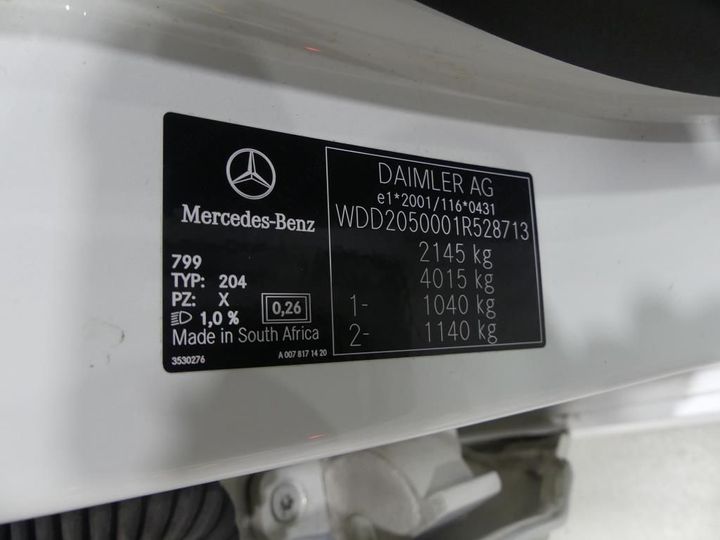 Mercedes-Benz
799
TYP: 204
PZ: X
1,0 %
0,26
Made in South Africa
3530276
A 007 817 14 20
DAIMLER AG
e1*2001/116*0431
WDD2050001R528713
2145 kg
4015 kg
1- 1040 kg
2- 1140 kg